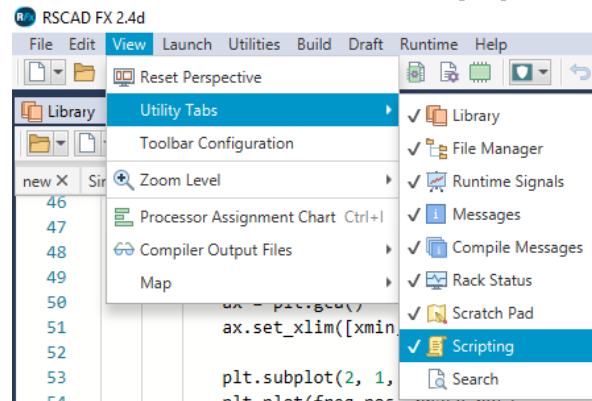 RSCAD FX 2.4d
File Edit View Launch Utilities Build Draft Runtime Help
Reset Perspective
Library
Utility Tabs
Library
Toolbar Configuration
File Manager
new
Zoom Level
Runtime Signals
46
47
Processor Assignment Chart Ctrl+I
Messages
48
Compiler Output Files
Compile Messages
49
Map
Rack Status
50
Scratch Pad
51 ax.set_xlim([xmin,
52
Scripting
53 plt.subplot(2, 1,
Search